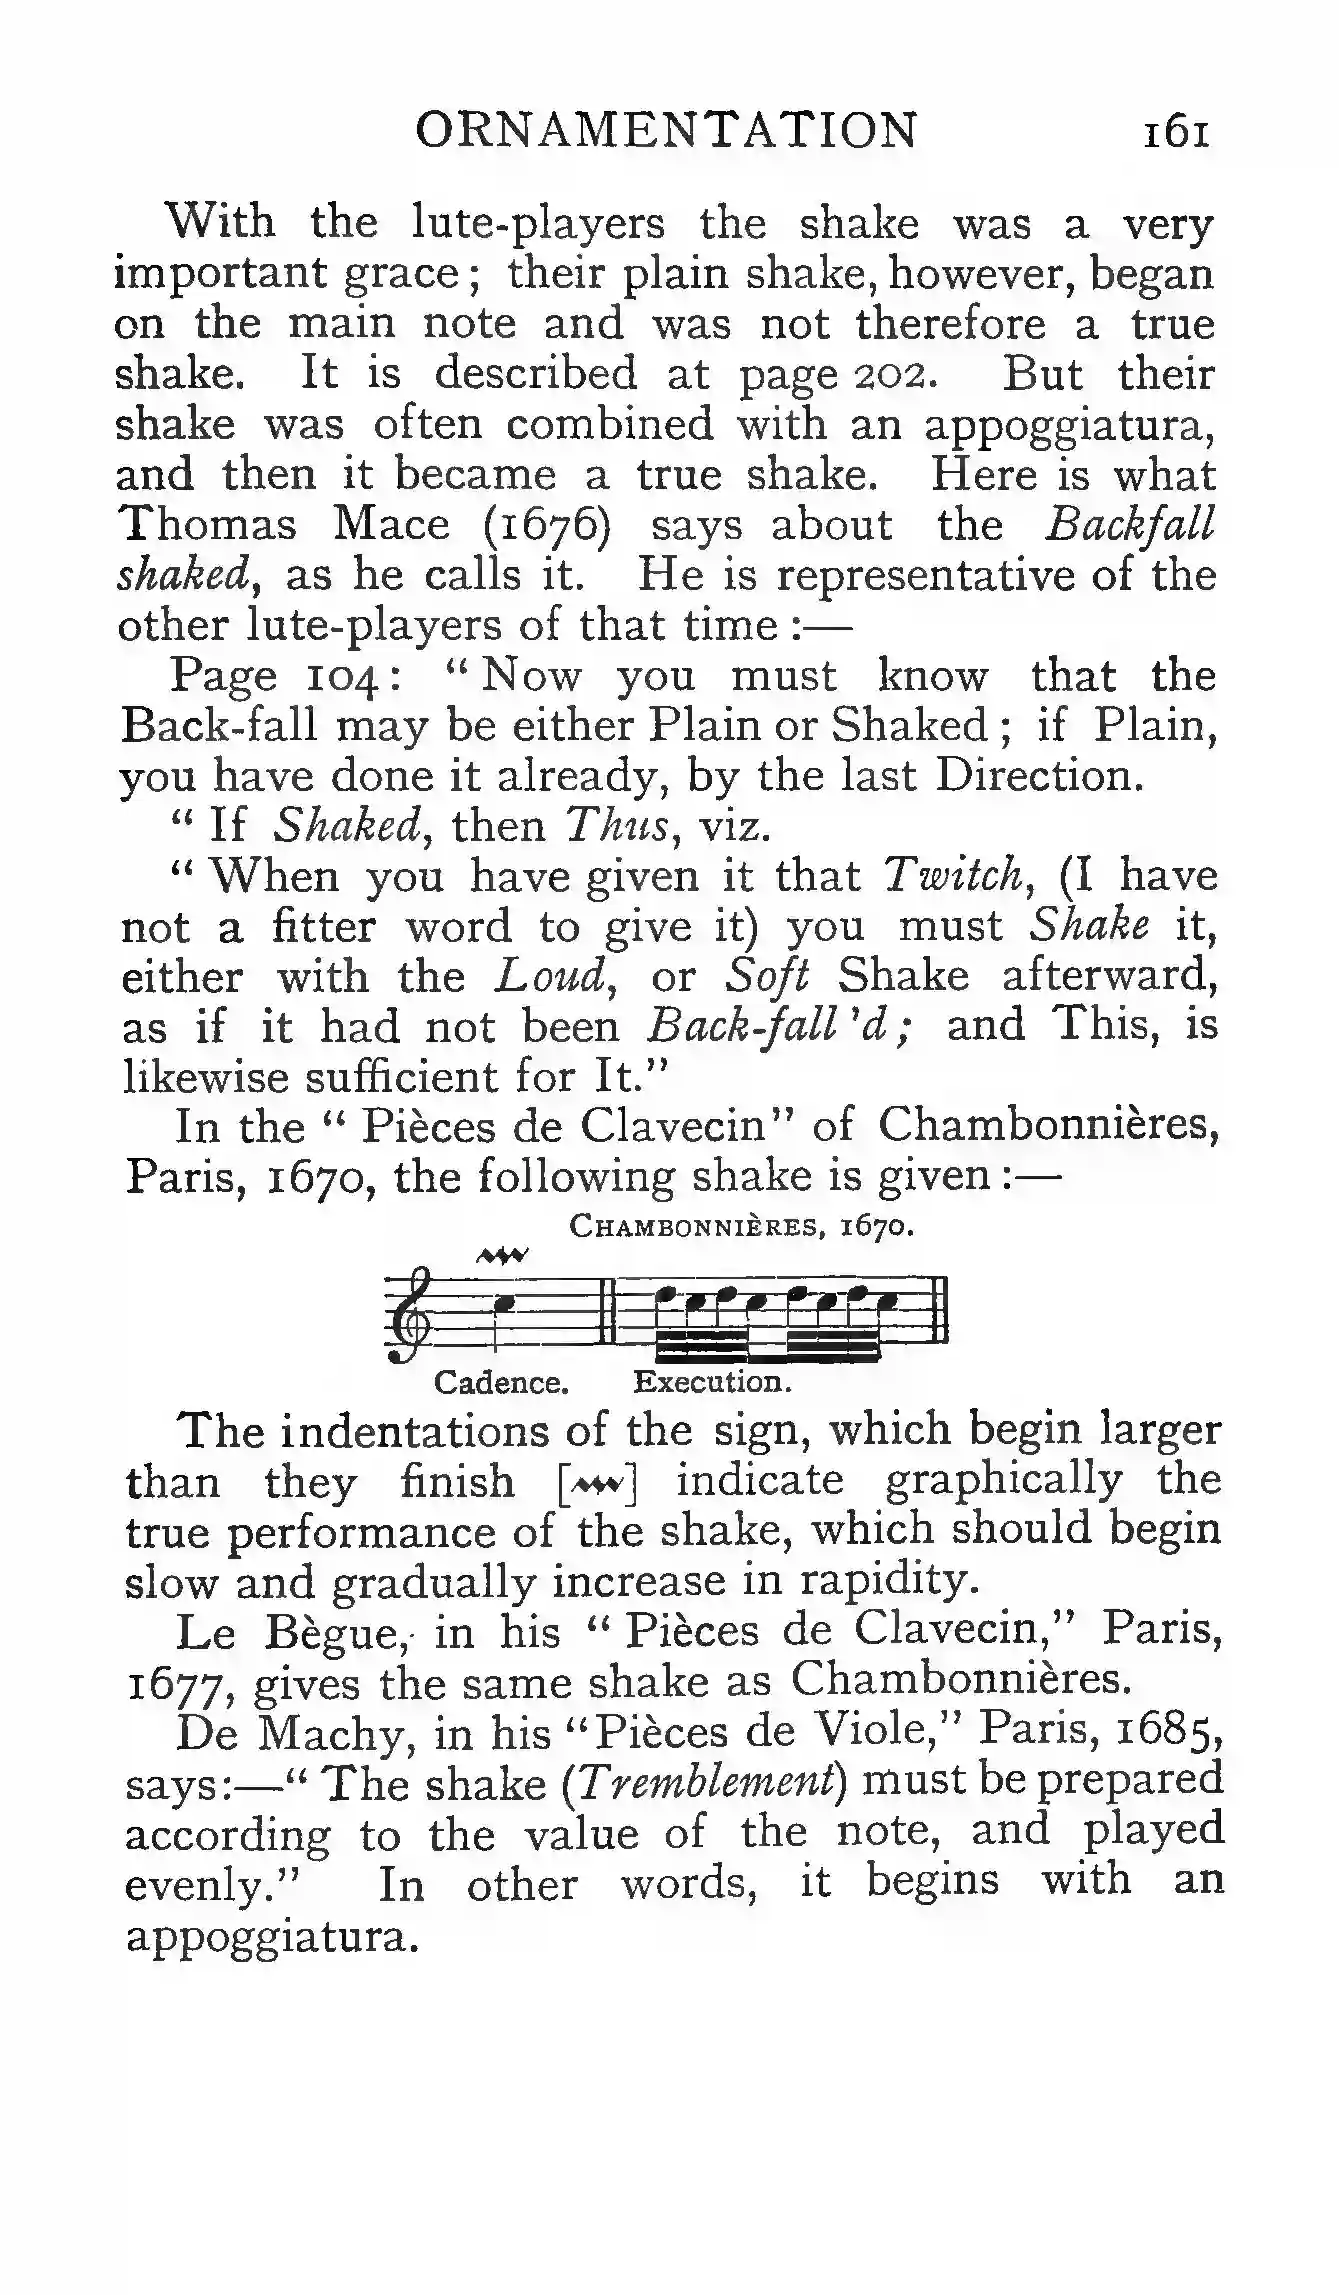 ORNAMENTATION 161
With the lute-players the shake was a very
important grace; their plain shake, however, began
on the main note and was not therefore a true
shake. It is described at page 202. But their
shake was often combined with an appoggiatura,
and then it became a true shake. Here is what
Thomas Mace (1676) says about the Backfall
shaked, as he calls it. He is representative of the
other lute-players of that time :—
Page 104: “Now you must know that the
Back-fall may be either Plain or Shaked; if Plain,
you have done it already, by the last Direction.
“If Shaked, then Thus, viz.
“When you have given it that Twitch, (I have
not a fitter word to give it) you must Shake it,
either with the Loud, or Soft Shake afterward,
as if it had not been Back-fall'd; and This, is
likewise sufficient for It.”
In the “Pièces de Clavecin” of Chambonnières,
Paris, 1670, the following shake is given :—
CHAMBONNIÈRES, 1670.
Cadence. Execution.
The indentations of the sign, which begin larger
than they finish [] indicate graphically the
true performance of the shake, which should begin
slow and gradually increase in rapidity.
Le Bègue, in his “Pièces de Clavecin,” Paris,
1677, gives the same shake as Chambonnières.
De Machy, in his “Pièces de Viole,” Paris, 1685,
says:—“The shake (Tremblement) must be prepared
according to the value of the note, and played
evenly.” In other words, it begins with an
appoggiatura.